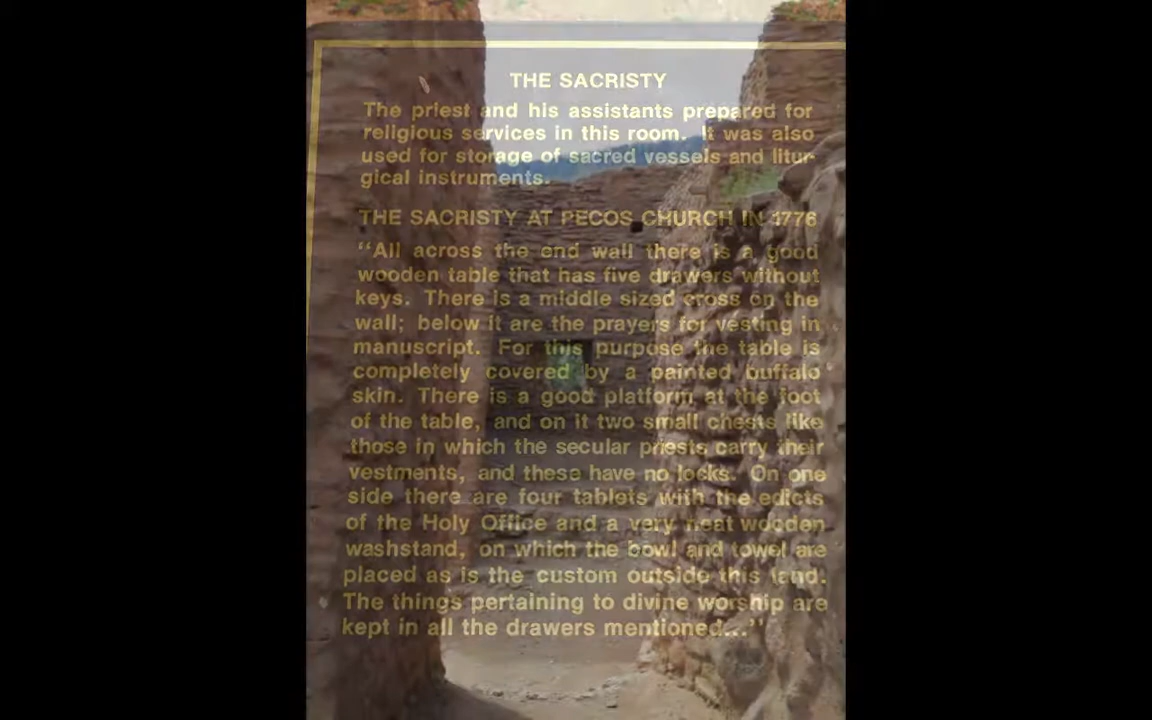 THE SACRISTY
The priest and his assistants prepared for
religious services in this room. It was also
used for storage of sacred vessels and litur-
gical instruments.
THE SACRISTY AT PECOS CHURCH IN 1776
“All across the end wall there is a good
wooden table that has five drawers without
keys. There is a middle sized cross on the
wall; below it are the prayers for vesting in
manuscript. For this purpose the table is
completely covered by a painted buffalo
skin. There is a good platform at the foot
of the table, and on it two small chests like
those in which the secular priests carry their
vestments, and these have no locks. On one
side there are four tablets with the edicts
of the Holy Office and a very neat wooden
washstand, on which the bowl and towel are
placed as is the custom outside this land.
The things pertaining to divine worship are
kept in all the drawers mentioned...”